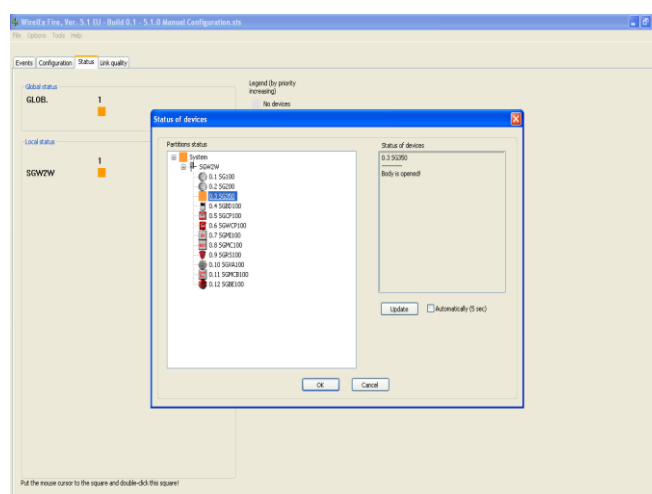 WireEx Fire, Ver. 5.1 EU - Build 0.1 - 5.1.0 Manual Configuration.xts
File Options Tools Help
Events Configuration Status Link quality
Global status
GLOB. 1
Legend (by priority
increasing)
No devices
Local status
1
SGW2W
Status of devices
Partitions status
System
SGW2W
0.1 SG100
0.2 SG200
0.3 SG350
0.4 SGBD100
0.5 SGCP100
0.6 SGWCP100
0.7 SGMI100
0.8 SGMC100
0.9 SGRS100
0.10 SGVA100
0.11 SGMCB100
0.12 SGBE100
Status of devices
0.3 SG350
----------
Body is opened!
Update Automatically (5 sec)
OK Cancel
Put the mouse cursor to the square and double-click this square!